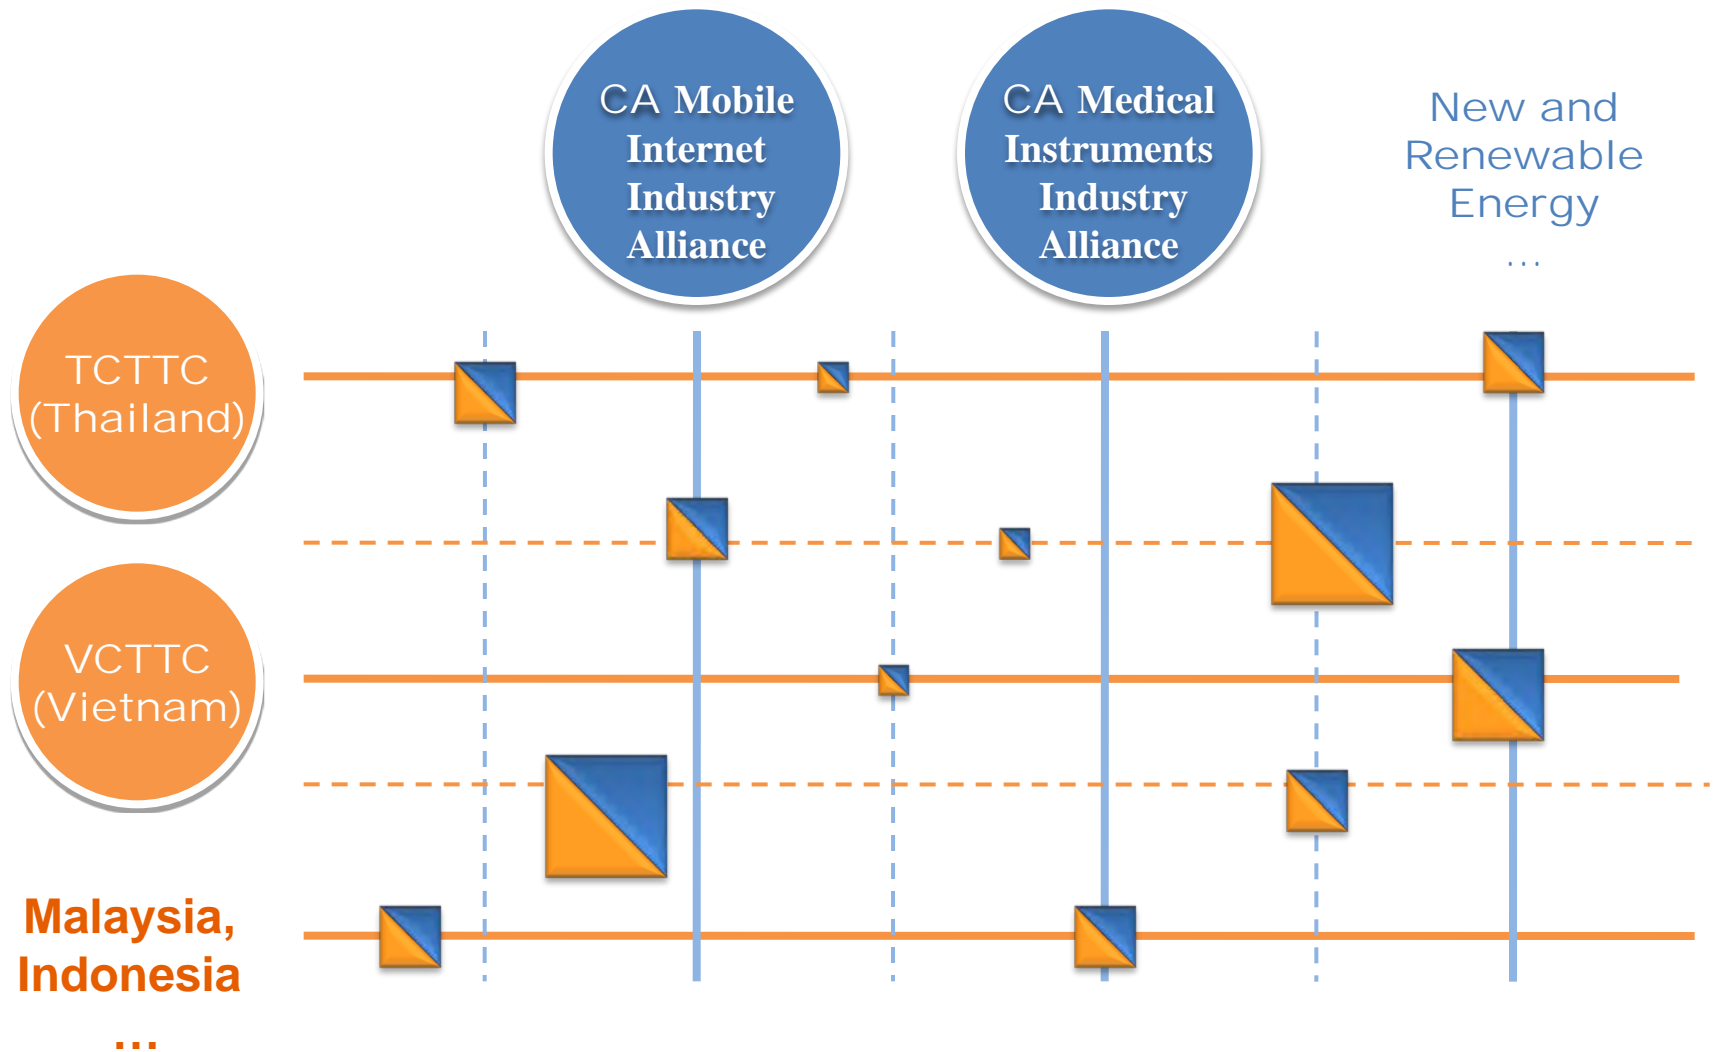 CA Mobile
Internet
Industry
Alliance
CA Medical
Instruments
Industry
Alliance
New and
Renewable
Energy
...
TCTTC
(Thailand)
VCTTC
(Vietnam)
Malaysia,
Indonesia
...